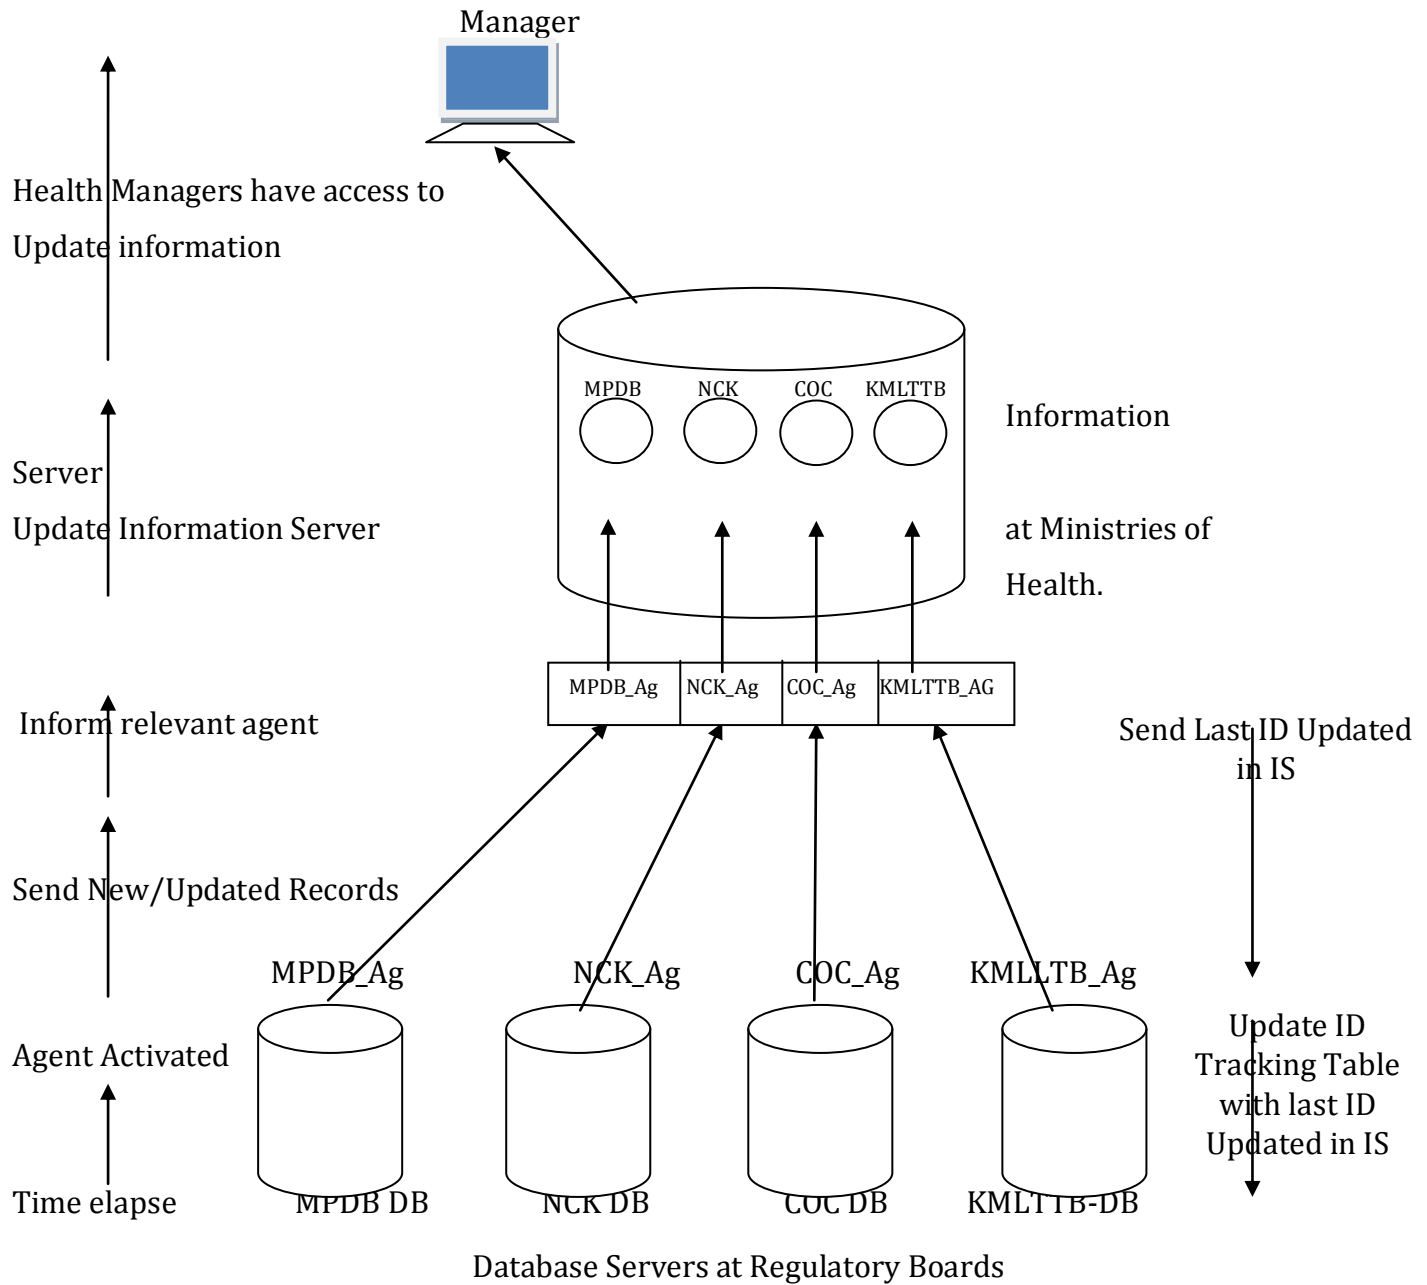 Manager
Health Managers have access to
Update information
MPDB NCK COC KMLTTB
Information
Server
Update Information Server
at Ministries of
Health.
MPDB_Ag NCK_Ag COC_Ag KMLTTB_AG
Inform relevant agent
Send Last ID Updated
in IS
Send New/Updated Records
MPDB_Ag NCK_Ag COC_Ag KMLLTB_Ag
Agent Activated
Update ID
Tracking Table
with last ID
Updated in IS
Time elapse
MPDB DB NCK DB COC DB KMLTTB-DB
Database Servers at Regulatory Boards